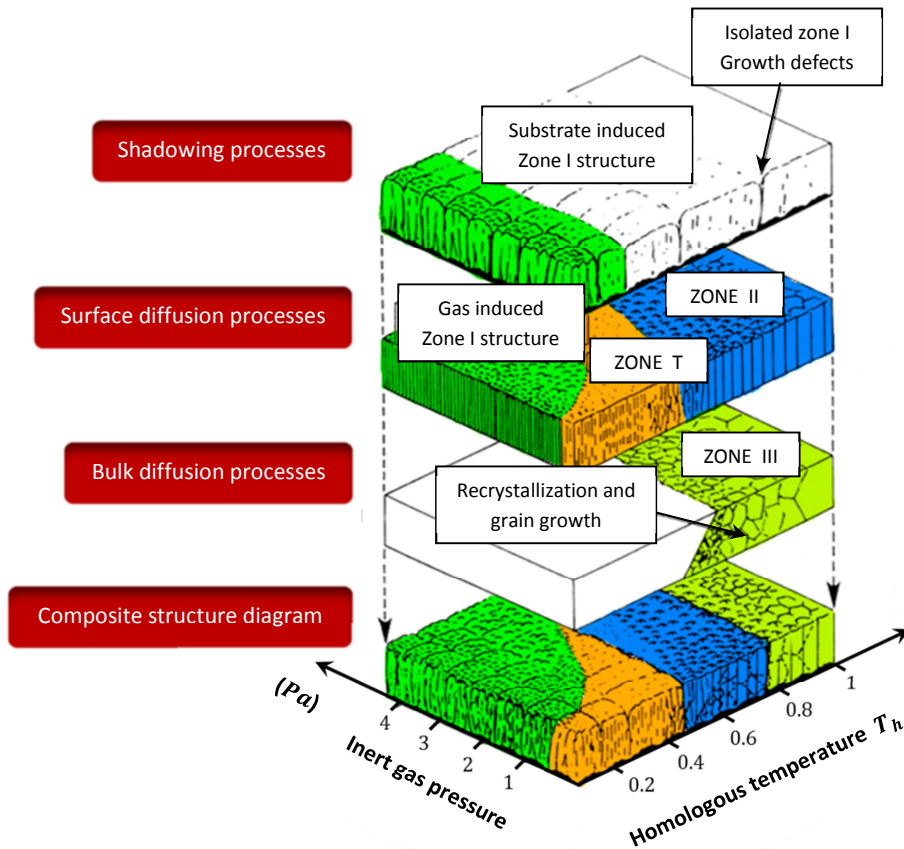 Isolated zone I
Growth defects
Substrate induced
Zone I structure
Shadowing processes
ZONE II
Gas induced
Zone I structure
Surface diffusion processes
ZONE T
ZONE III
Bulk diffusion processes
Recrystallization and
grain growth
Composite structure diagram
(Pa)
4
3
2
1
Inert gas pressure
0.2
0.4
0.6
0.8
1
Homologous temperature T_h